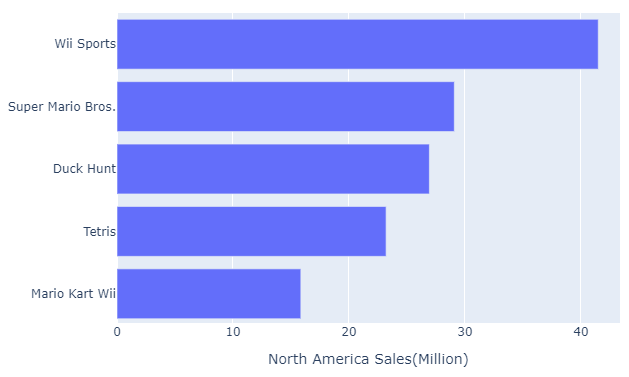 Wii Sports
Super Mario Bros.
Duck Hunt
Tetris
Mario Kart Wii
0 10 20 30 40
North America Sales(Million)